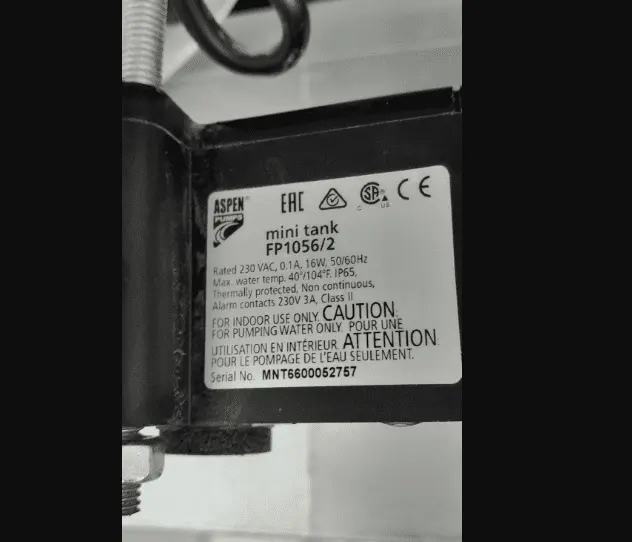 ASPEN
PUMPS
EAC
SA
C
US
CE
mini tank
FP1056/2
Rated 230 VAC, 0.1A, 16W, 50/60Hz
Max. water temp. 40°/104°F. IP65,
Thermally protected, Non continuous,
Alarm contacts 230V 3A, Class II
FOR INDOOR USE ONLY. CAUTION:
FOR PUMPING WATER ONLY. POUR UNE
UTILISATION EN INTÉRIEUR. ATTENTION:
POUR LE POMPAGE DE L'EAU SEULEMENT.
Serial No. MNT6600052757